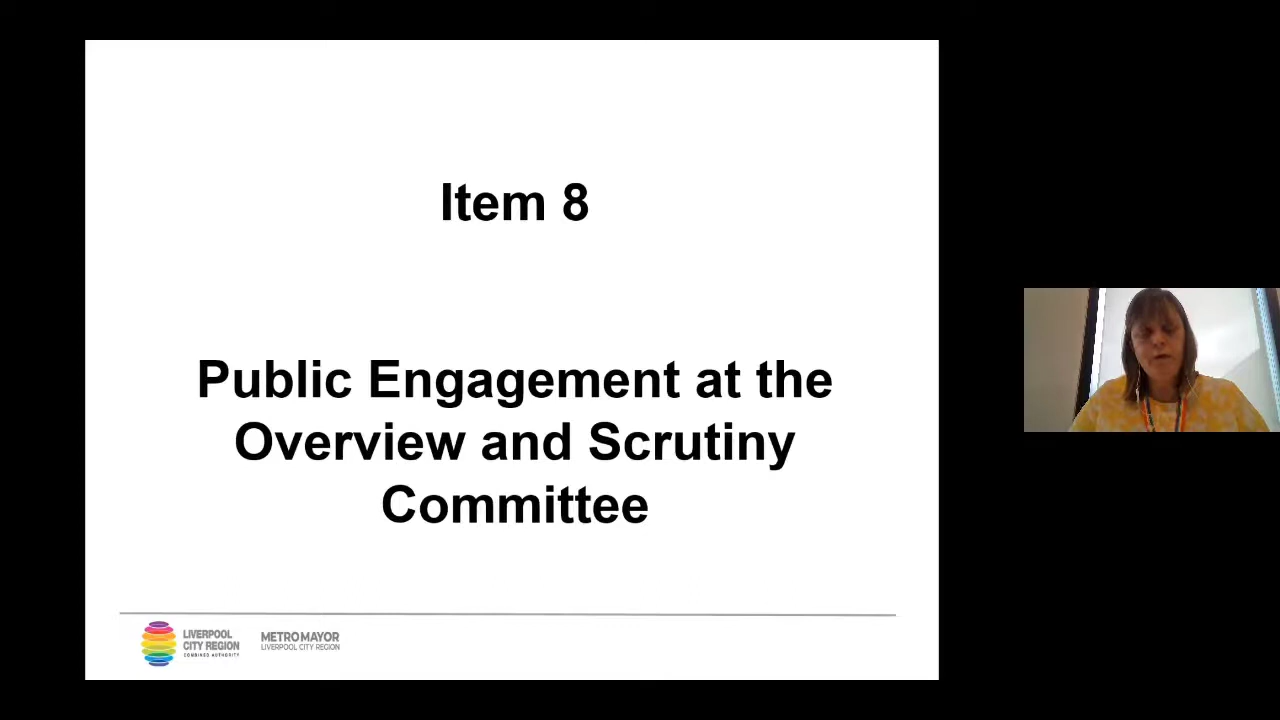 Item 8
Public Engagement at the
Overview and Scrutiny
Committee
LIVERPOOL
CITY REGION
COMBINED AUTHORITY
METRO MAYOR
LIVERPOOL CITY REGION